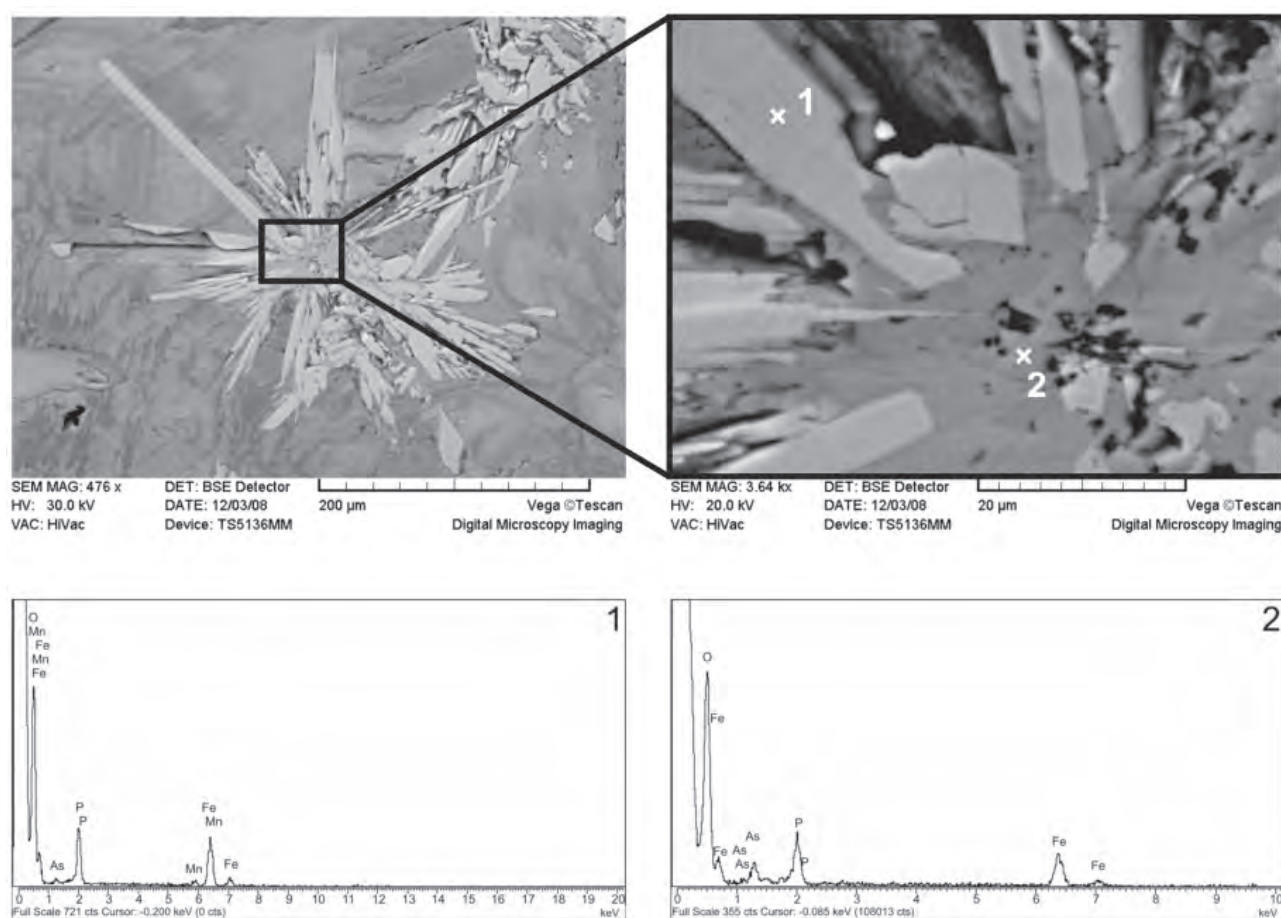 1
2
SEM MAG: 476 x DET: BSE Detector
HV: 30.0 kV DATE: 12/03/08 200 µm Vega ©Tescan
VAC: HiVac Device: TS5136MM Digital Microscopy Imaging
SEM MAG: 3.64 kx DET: BSE Detector
HV: 20.0 kV DATE: 12/03/08 20 µm Vega ©Tescan
VAC: HiVac Device: TS5136MM Digital Microscopy Imaging
1
O
Mn
Fe
Mn
Fe
P
P
As
Fe
Mn
Mn
Fe
0 1 2 3 4 5 6 7 8 9 10 11 12 13 14 15 16 17 18 19 20
Full Scale 721 cts Cursor: -0.200 keV (0 cts) keV
2
O
Fe
Fe
As
As
As
P
P
Fe
Fe
0 1 2 3 4 5 6 7 8 9 10
Full Scale 355 cts Cursor: -0.085 keV (108013 cts) keV